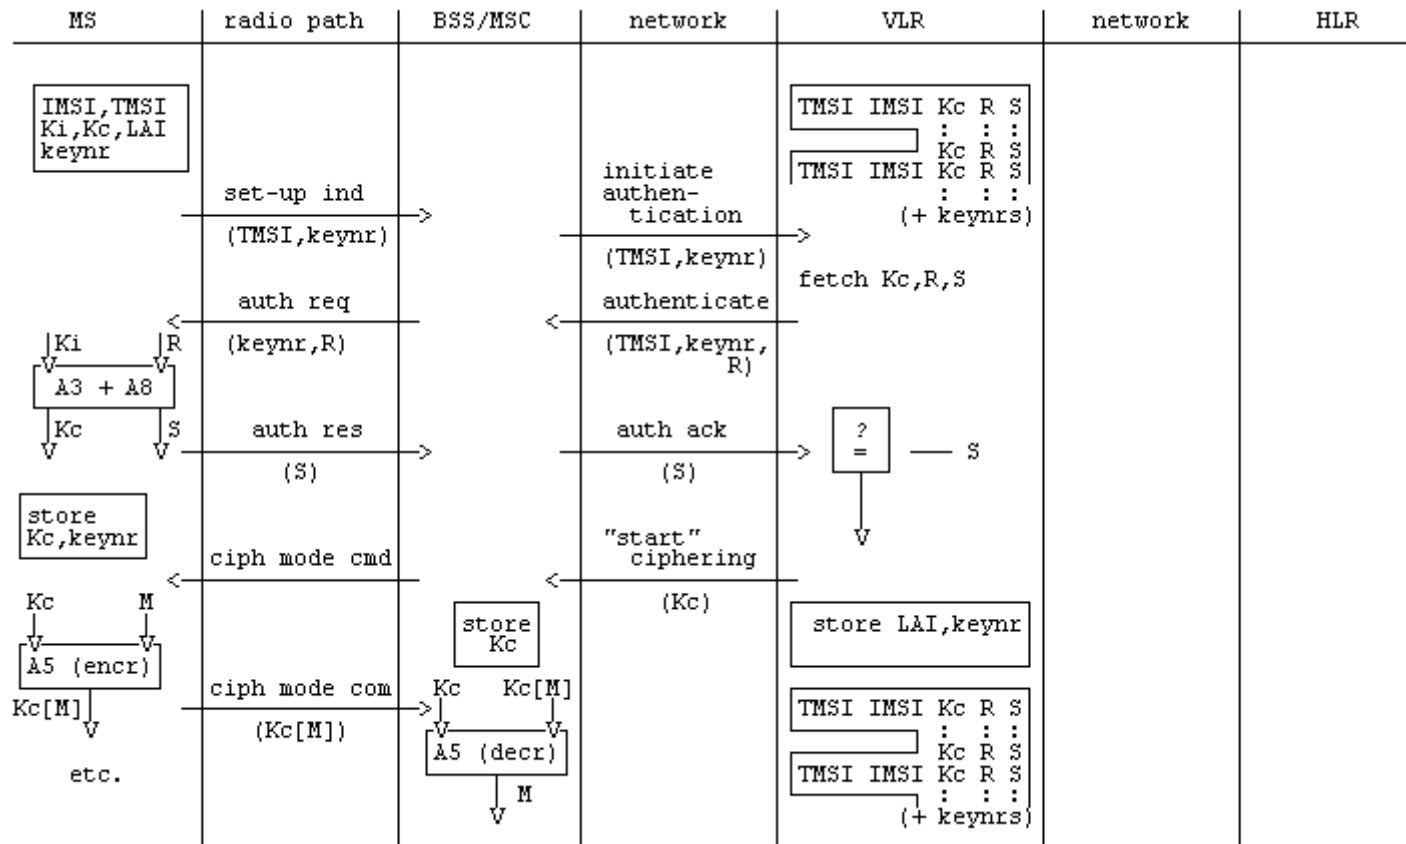 MS radio path BSS/MSC network VLR network HLR
IMSI,TMSI
Ki,Kc,LAI
keynr
TMSI IMSI Kc R S
: : :
Kc R S
TMSI IMSI Kc R S
: : :
(+ keynrs)
initiate
authen-
tication
set-up ind
(TMSI,keynr)
(TMSI,keynr)
fetch Kc,R,S
auth req
authenticate
(keynr,R)
(TMSI,keynr,
R)
Ki R
A3 + A8
Kc S
auth res
(S)
auth ack
(S)
?
=
S
store
Kc,keynr
ciph mode cmd
"start"
ciphering
(Kc)
Kc M
A5 (encr)
Kc[M]
store
Kc
store LAI,keynr
ciph mode com
(Kc[M])
Kc Kc[M]
A5 (decr)
M
TMSI IMSI Kc R S
: : :
Kc R S
TMSI IMSI Kc R S
: : :
(+ keynrs)
etc.